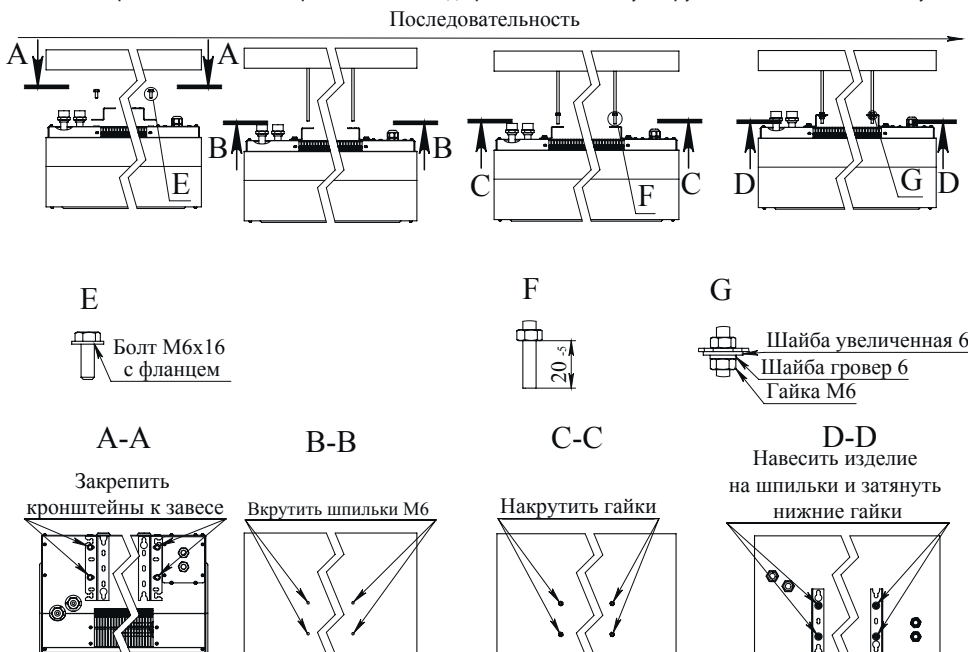 Последовательность
A A
B B
C C
D D
E
F
G
E
Болт М6х16
с фланцем
F
20 -5
G
Шайба увеличенная 6
Шайба гровер 6
Гайка М6
A-A
Закрепить
кронштейны к завесе
B-B
Вкрутить шпильки М6
C-C
Накрутить гайки
D-D
Навесить изделие
на шпильки и затянуть
нижние гайки